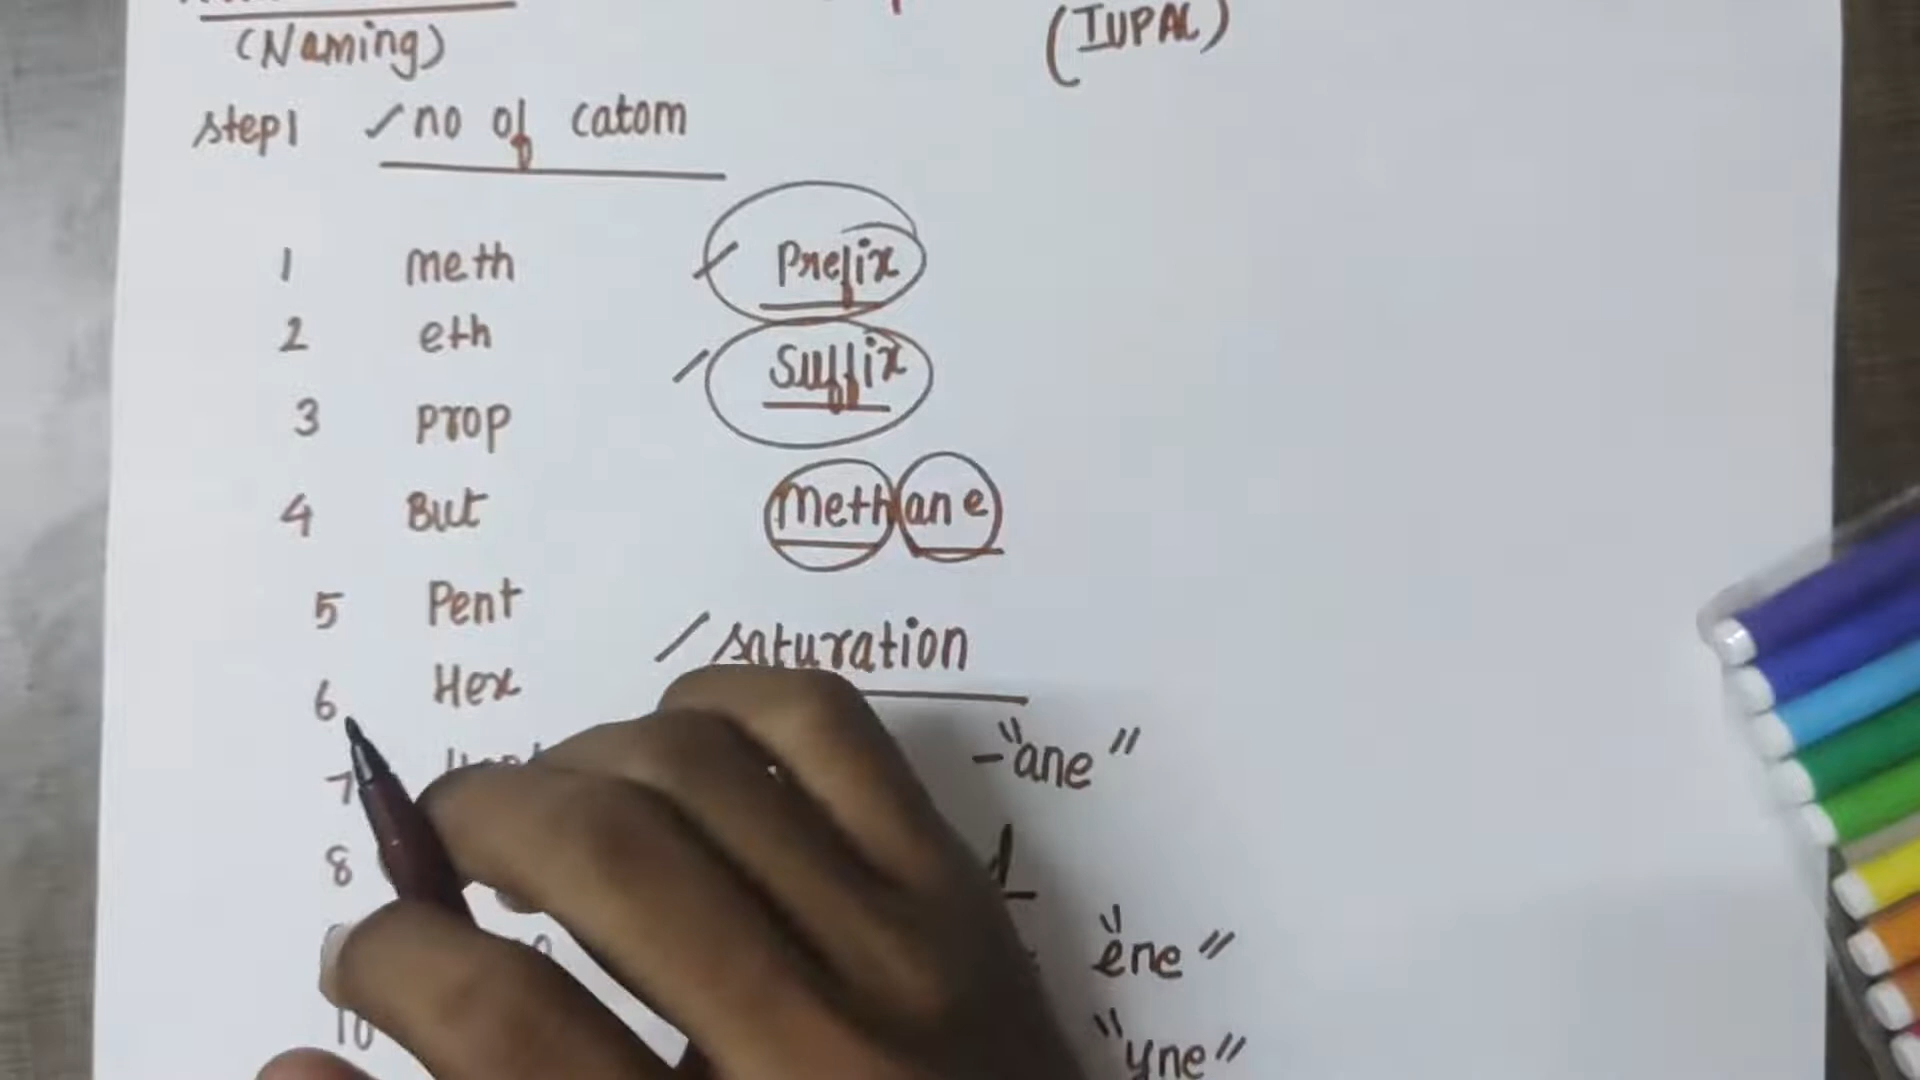 (Naming)
(IUPAC)
step1 ✓no of catom
1 meth
2 eth
3 prop
4 But
5 Pent
6 Hex
7
8
10
Prefix
Suffix
Methane
saturation
-"ane"
"ene"
"yne"